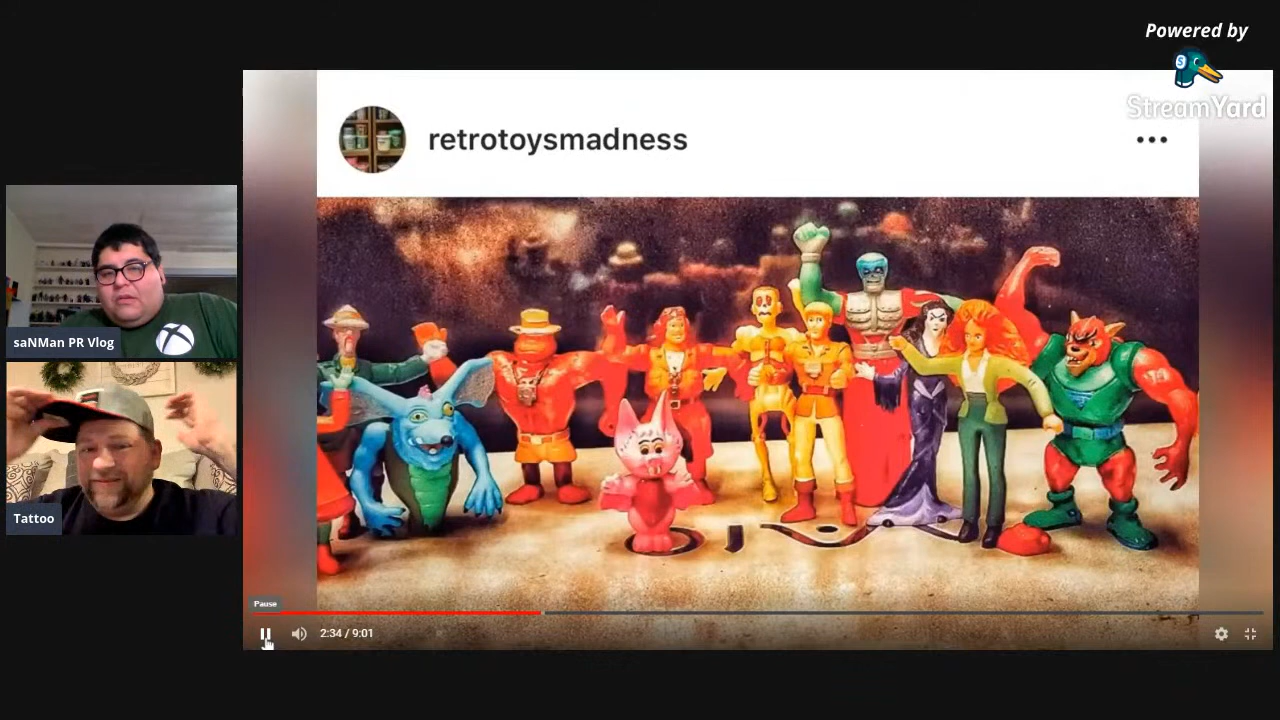 Powered by
StreamYard
retrotoysmadness
saNMan PR Vlog
Tattoo
Pause
2:34 / 9:01